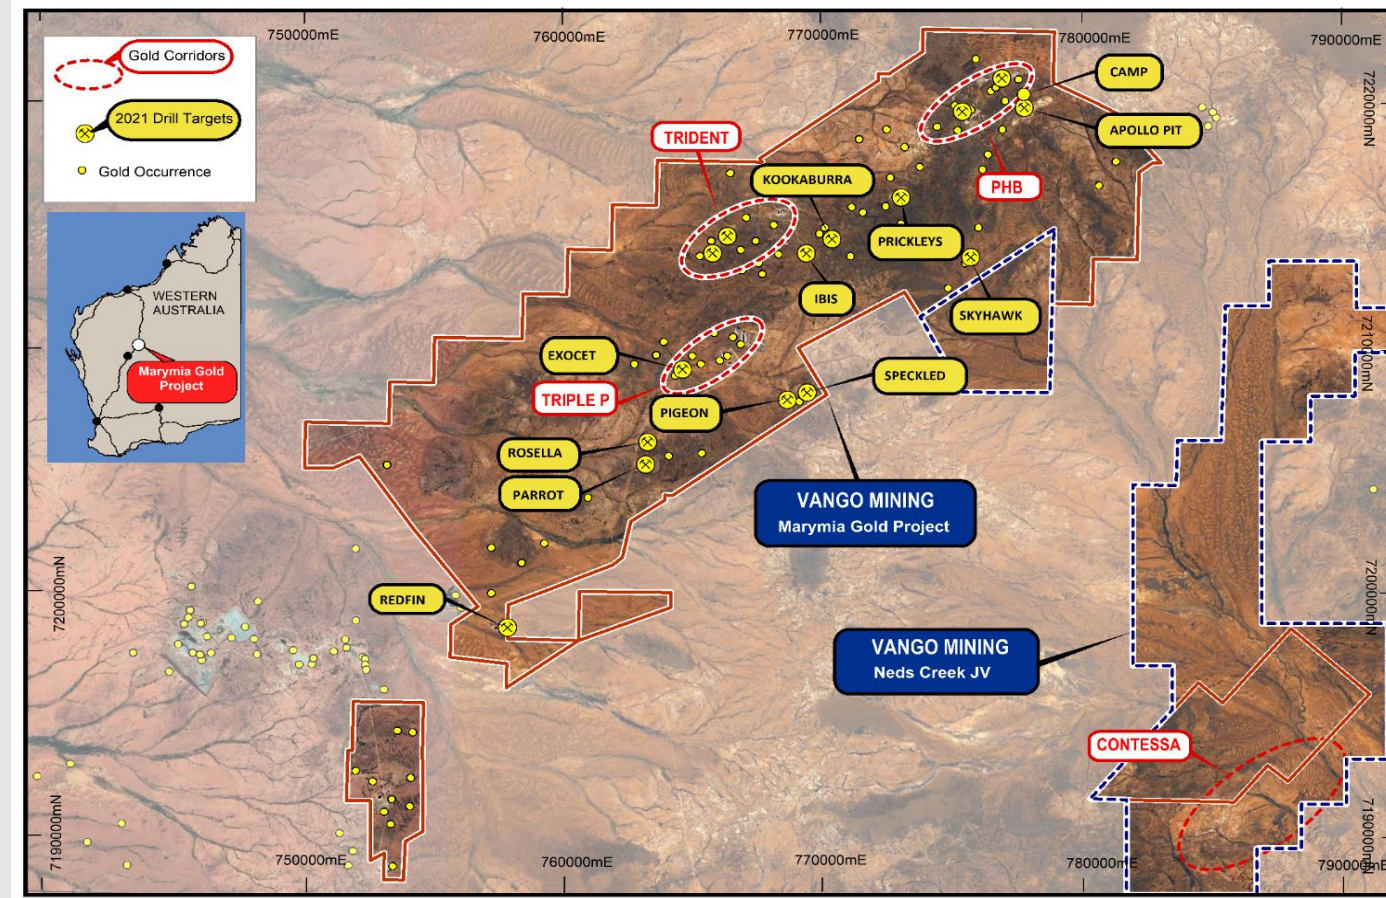 750000mE
760000mE
770000mE
780000mE
790000mE
Gold Corridors
2021 Drill Targets
Gold Occurrence
WESTERN
AUSTRALIA
Marymia Gold
Project
CAMP
APOLLO PIT
7220000mN
TRIDENT
KOOKABURRA
PHB
PRICKLEYS
IBIS
SKYHAWK
7210000mN
EXOCET
SPECKLED
TRIPLE P
PIGEON
ROSELLA
PARROT
VANGO MINING
Marymia Gold Project
REDFIN
7200000mN
7200000mN
VANGO MINING
Neds Creek JV
CONTESSA
7190000mN
7190000mN
750000mE
760000mE
770000mE
780000mE
790000mE